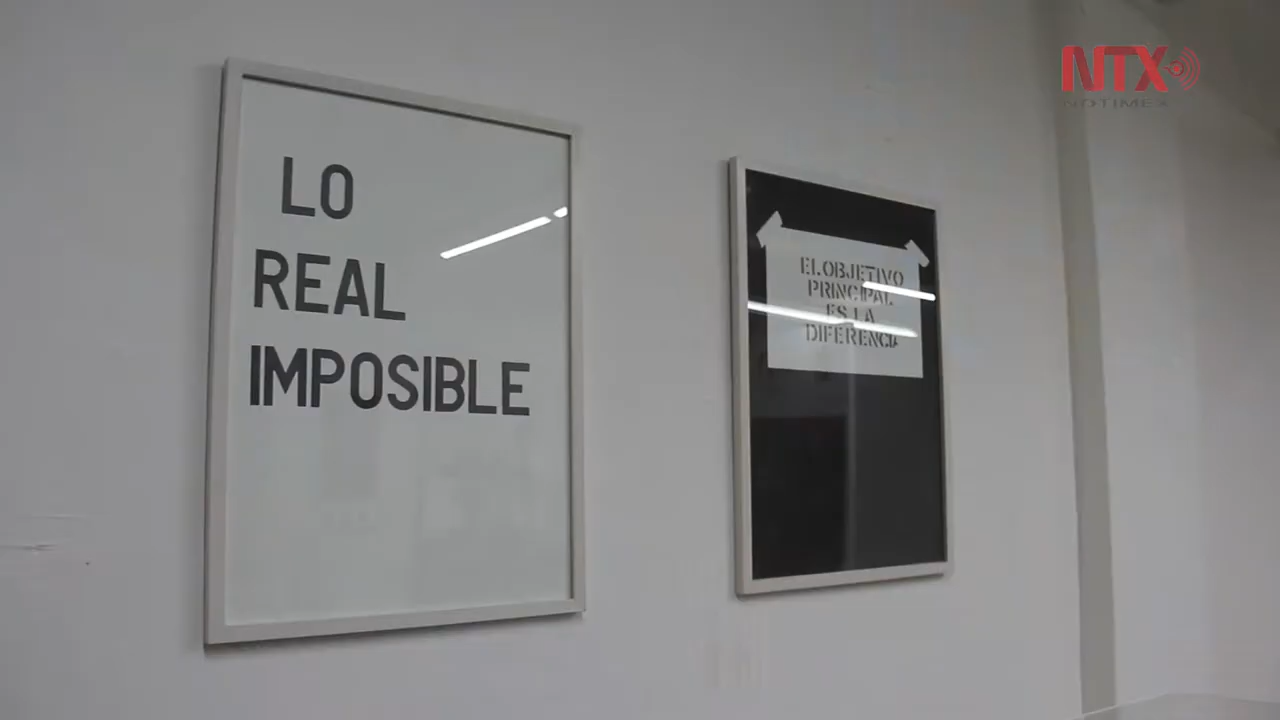 LO
REAL
IMPOSIBLE
EL OBJETIVO
PRINCIPAL
ES LA
DIFERENCIA
NTX
NOTIMEX